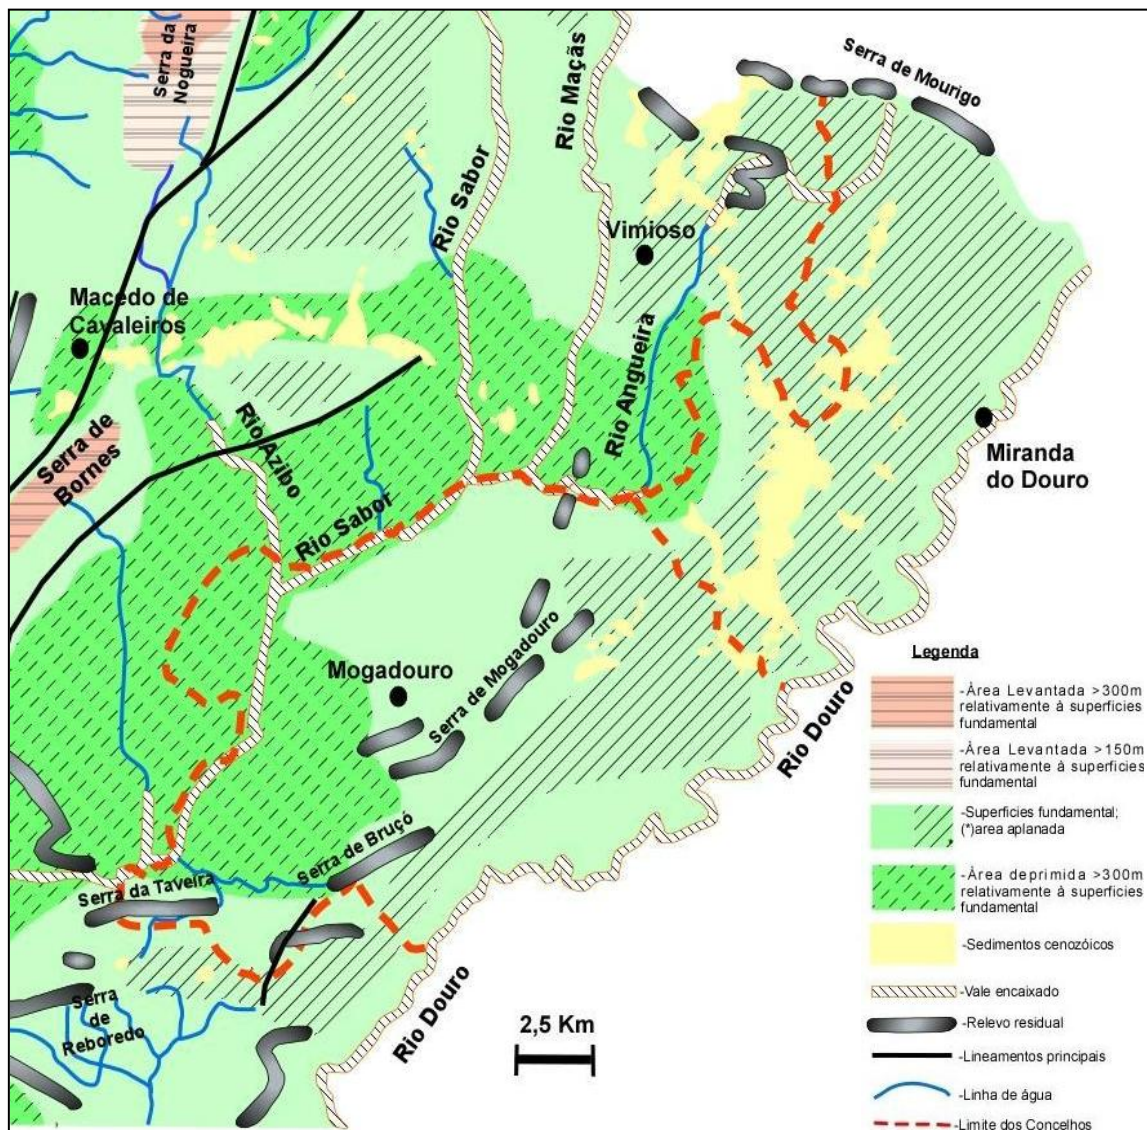 Serra da
Nogueira
Rio Sabor
Rio Maçãs
Serra de Mourigo
Vimioso
Macedo de
Cavaleiros
Rio Angueira
Rio Azibo
Serra de
Bornes
Rio Sabor
Miranda
do Douro
Mogadouro
Serra de Mogadouro
Rio Douro
Serra de Bruçó
Serra da Taveira
Serra
de
Reboredo
Rio Douro
2,5 Km
Legenda
-Àrea Levantada >300m
relativamente à superficies
fundamental
-Àrea Levantada >150m
relativamente à superficies
fundamental
-Superficies fundamental;
(*)area aplanada
-Àrea deprimida >300m
relativamente à superficies
fundamental
-Sedimentos cenozóicos
-Vale encaixado
-Relevo residual
-Lineamentos principais
-Linha de água
-Limite dos Concelhos